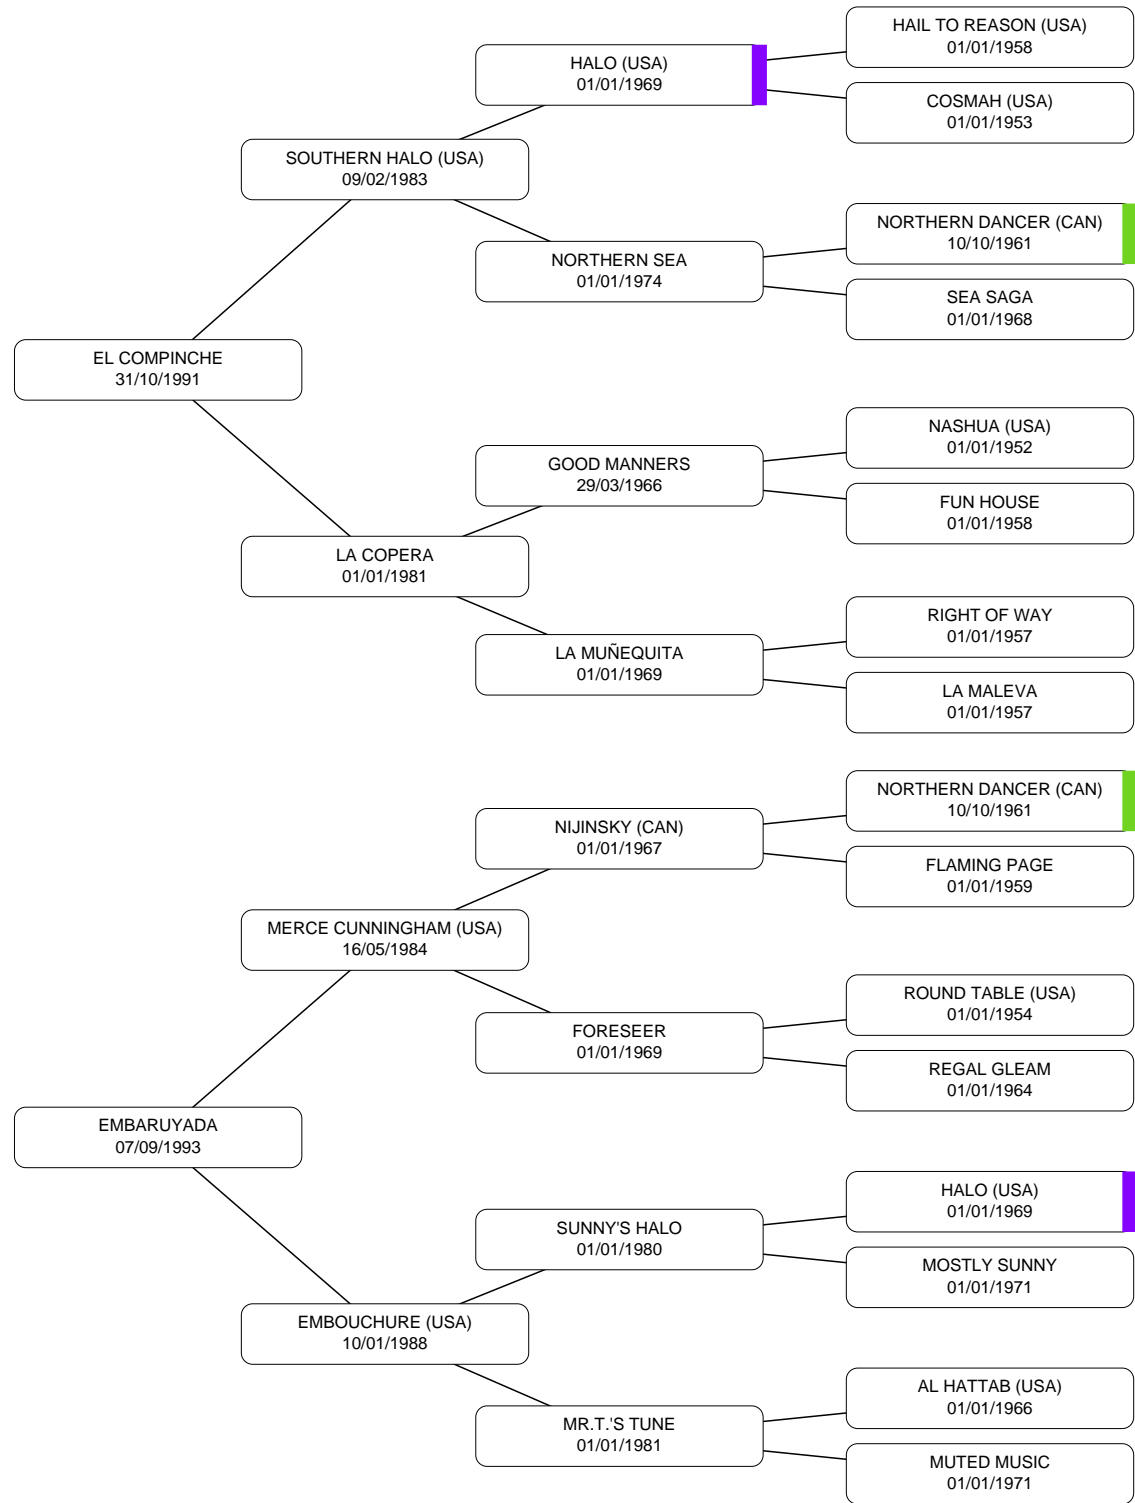 HAIL TO REASON (USA)
01/01/1958
HALO (USA)
01/01/1969
COSMAH (USA)
01/01/1953
SOUTHERN HALO (USA)
09/02/1983
NORTHERN DANCER (CAN)
10/10/1961
NORTHERN SEA
01/01/1974
SEA SAGA
01/01/1968
EL COMPINCHE
31/10/1991
NASHUA (USA)
01/01/1952
GOOD MANNERS
29/03/1966
FUN HOUSE
01/01/1958
LA COPERA
01/01/1981
RIGHT OF WAY
01/01/1957
LA MUÑEQUITA
01/01/1969
LA MALEVA
01/01/1957
NORTHERN DANCER (CAN)
10/10/1961
NIJINSKY (CAN)
01/01/1967
FLAMING PAGE
01/01/1959
MERCE CUNNINGHAM (USA)
16/05/1984
ROUND TABLE (USA)
01/01/1954
FORESEER
01/01/1969
REGAL GLEAM
01/01/1964
EMBARUYADA
07/09/1993
HALO (USA)
01/01/1969
SUNNY'S HALO
01/01/1980
MOSTLY SUNNY
01/01/1971
EMBOUCHURE (USA)
10/01/1988
AL HATTAB (USA)
01/01/1966
MR.T.'S TUNE
01/01/1981
MUTED MUSIC
01/01/1971